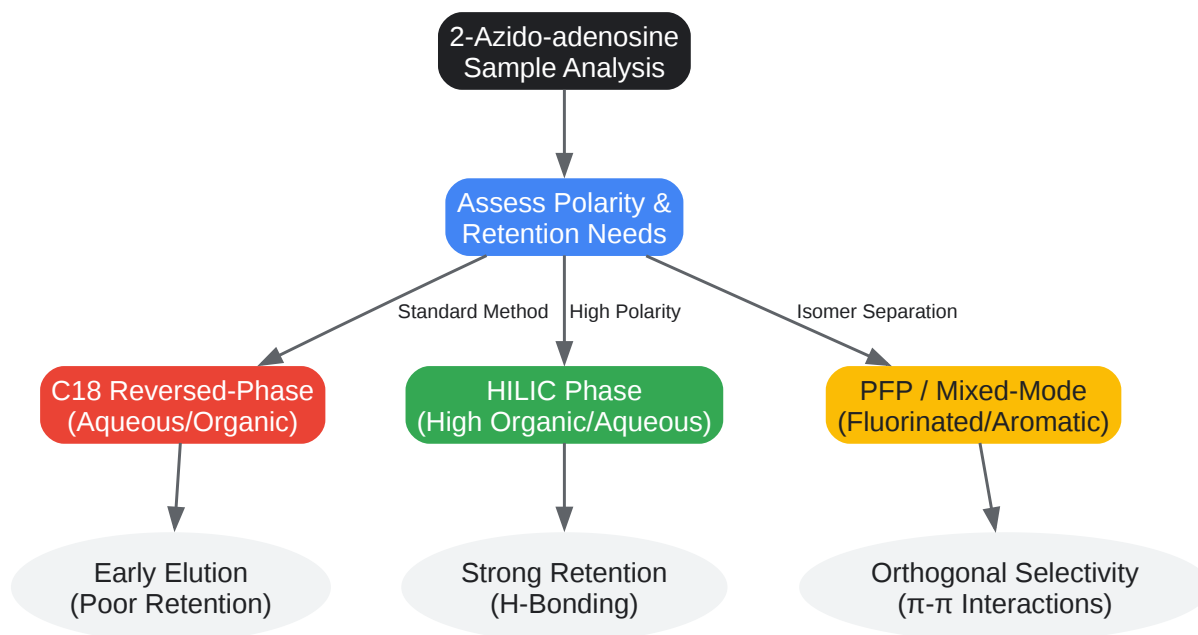 2-Azido-adenosine
Sample Analysis
Assess Polarity &
Retention Needs
Standard Method
High Polarity
Isomer Separation
C18 Reversed-Phase
(Aqueous/Organic)
HILIC Phase
(High Organic/Aqueous)
PFP / Mixed-Mode
(Fluorinated/Aromatic)
Early Elution
(Poor Retention)
Strong Retention
(H-Bonding)
Orthogonal Selectivity
(π-π Interactions)